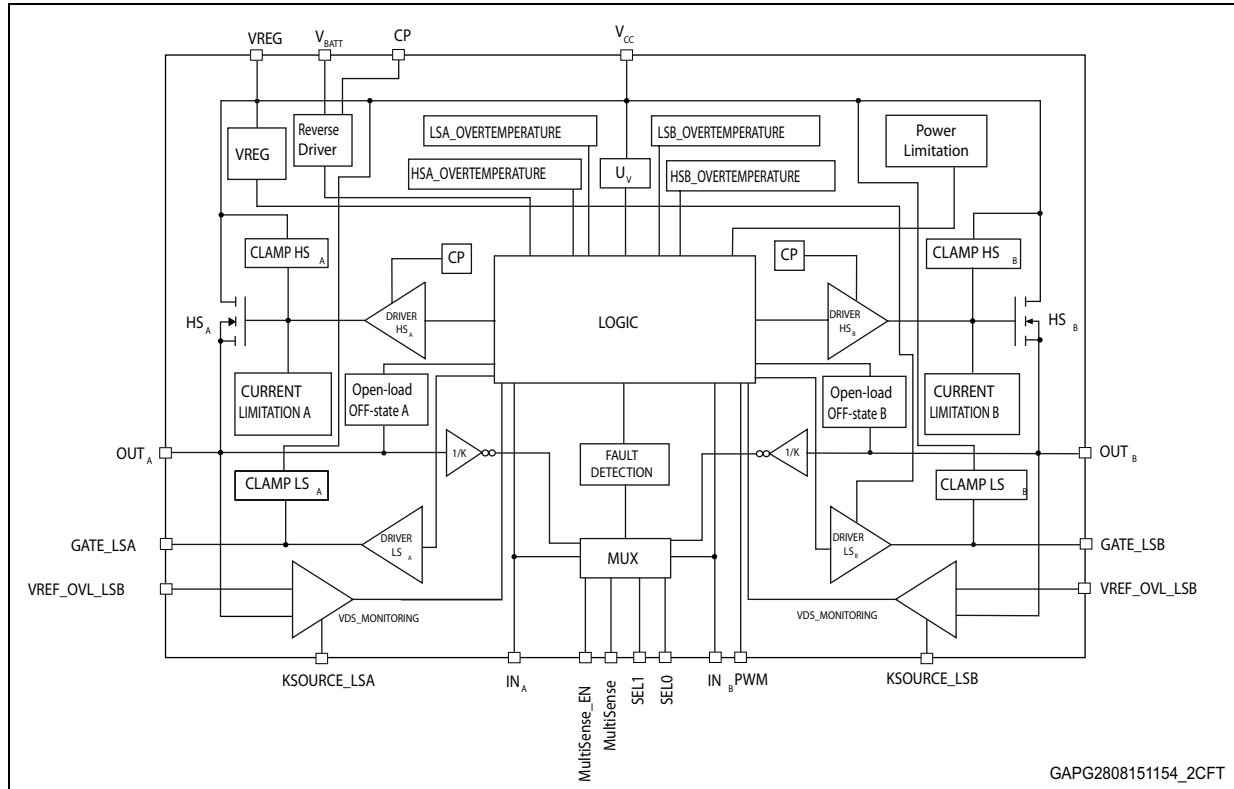 VREG
VBATT
CP
VCC
VREG
Reverse
Driver
LSA_OVERTEMPERATURE
HSA_OVERTEMPERATURE
UV
LSB_OVERTEMPERATURE
HSB_OVERTEMPERATURE
Power
Limitation
CLAMP HS A
CP
CP
CLAMP HS B
HS A
DRIVER
HS A
LOGIC
DRIVER
HS B
HS B
CURRENT
LIMITATION A
Open-load
OFF-state A
Open-load
OFF-state B
CURRENT
LIMITATION B
OUT A
1/K
FAULT
DETECTION
1/K
OUT B
CLAMP LS A
CLAMP LS B
GATE_LSA
DRIVER
LS A
MUX
DRIVER
LS B
GATE_LSB
VREF_OVL_LSB
VDS_MONITORING
VDS_MONITORING
VREF_OVL_LSB
KSOURCE_LSA
IN A
MultiSense_EN
MultiSense
SEL1
SEL0
IN B
PWM
KSOURCE_LSB
GAPG2808151154_2CFT